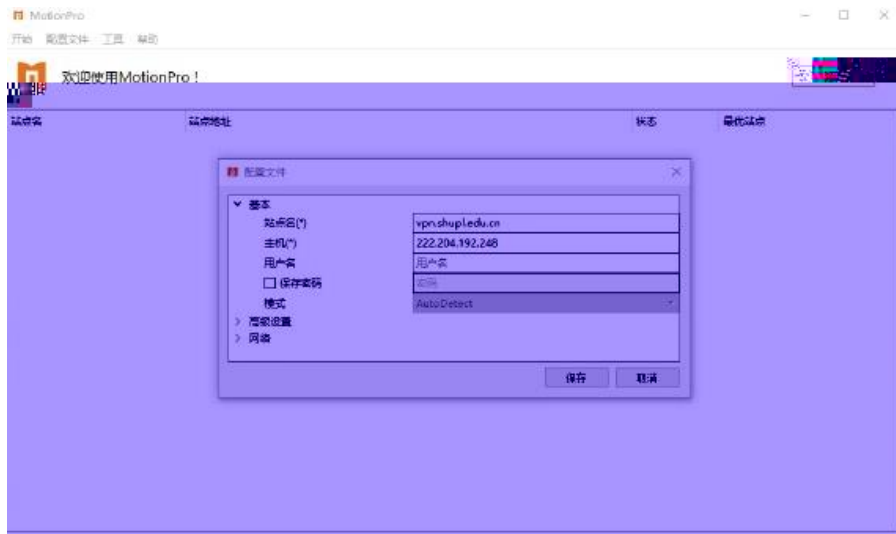 MotionPro
开始 配置文件 工具 帮助
欢迎使用MotionPro！
站点名 站点地址 状态 最优站点
配置文件
基本
站点名(*) vpn.shupl.edu.cn
主机(*) 222.204.192.248
用户名 用户名
保存密码 密码
模式 AutoDetect
高级设置
网络
保存 取消